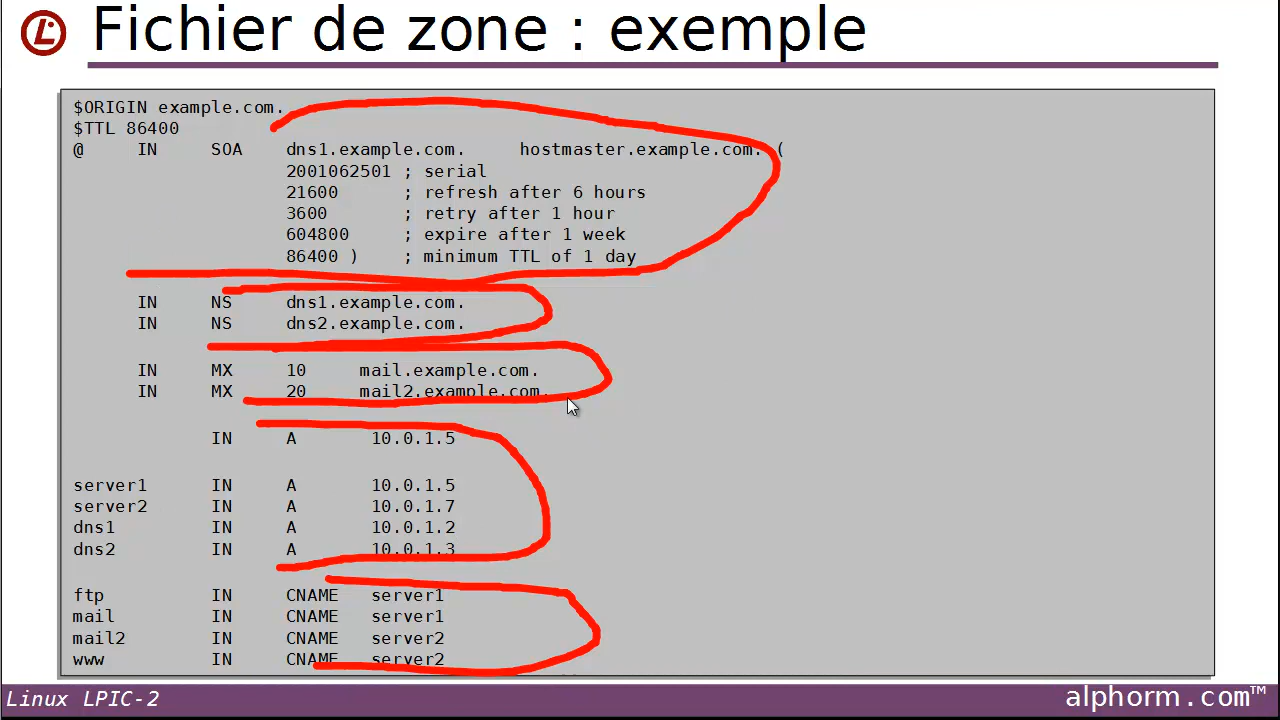 Fichier de zone : exemple
$ORIGIN example.com.
$TTL 86400
@ IN SOA dns1.example.com. hostmaster.example.com. (
2001062501 ; serial
21600 ; refresh after 6 hours
3600 ; retry after 1 hour
604800 ; expire after 1 week
86400 ) ; minimum TTL of 1 day
IN NS dns1.example.com.
IN NS dns2.example.com.
IN MX 10 mail.example.com.
IN MX 20 mail2.example.com.
IN A 10.0.1.5
server1 IN A 10.0.1.5
server2 IN A 10.0.1.7
dns1 IN A 10.0.1.2
dns2 IN A 10.0.1.3
ftp IN CNAME server1
mail IN CNAME server1
mail2 IN CNAME server2
www IN CNAME server2
Linux LPIC-2
alphorm.com™